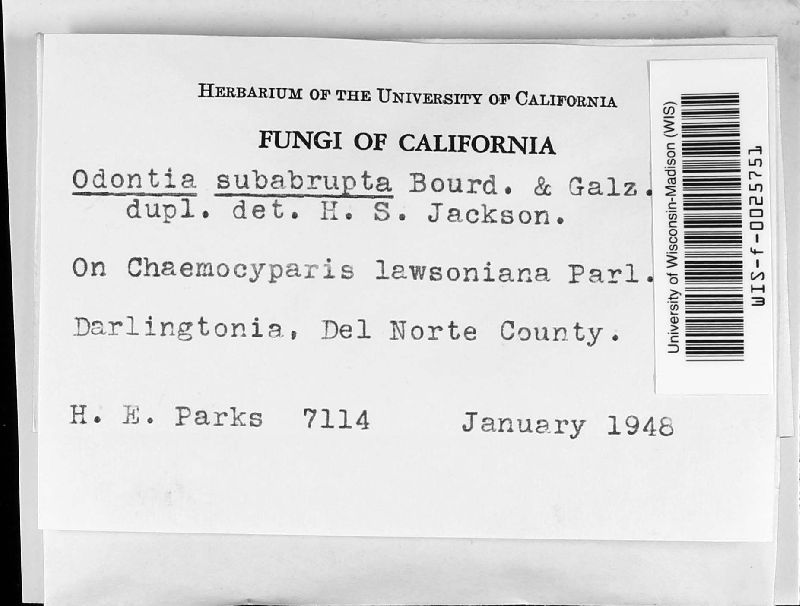 HERBARIUM OF THE UNIVERSITY OF CALIFORNIA
FUNGI OF CALIFORNIA
Odontia subabrupta Bourd. & Galz.
dupl. det. H. S. Jackson.
On Chaemocyparis lawsoniana Parl.
Darlingtonia, Del Norte County.
H. E. Parks 7114 January 1948
University of Wisconsin-Madison (WIS)
WIS-f-0025751